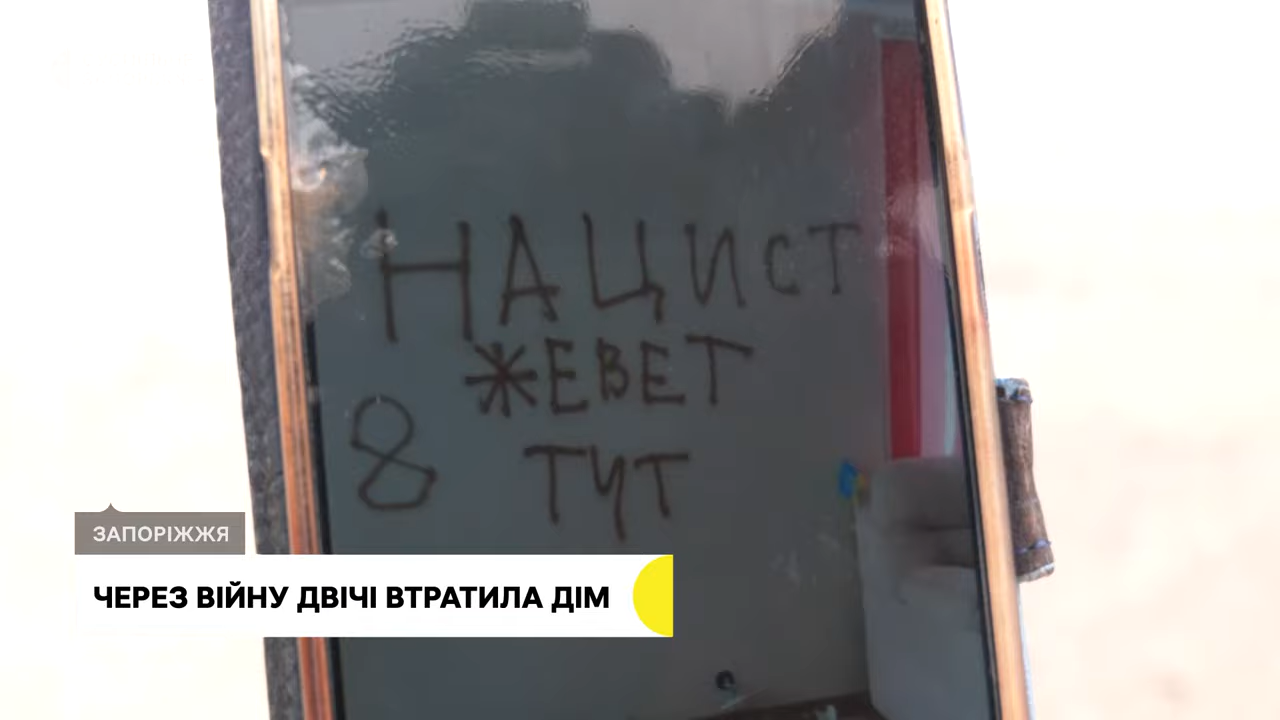 НАЦИСТ
ЖЕВЕТ
8 ТУТ
ЗАПОРІЖЖЯ
ЧЕРЕЗ ВІЙНУ ДВІЧІ ВТРАТИЛА ДІМ